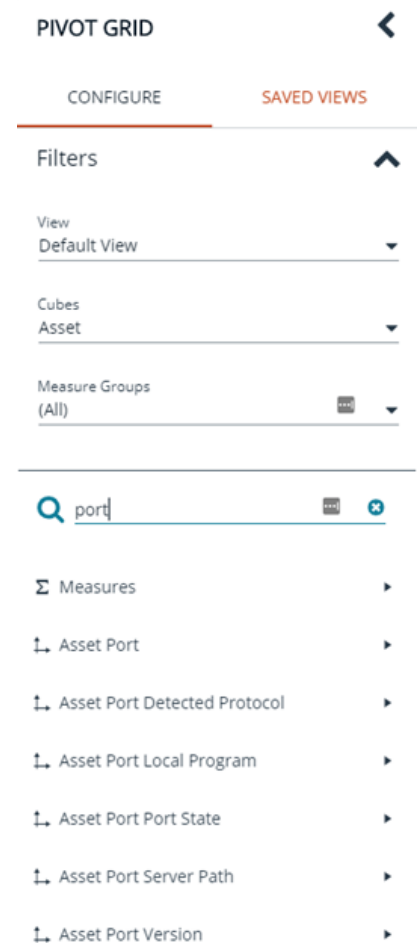 PIVOT GRID
CONFIGURE SAVED VIEWS
Filters
View
Default View
Cubes
Asset
Measure Groups
(All)
port
Σ Measures
Asset Port
Asset Port Detected Protocol
Asset Port Local Program
Asset Port Port State
Asset Port Server Path
Asset Port Version